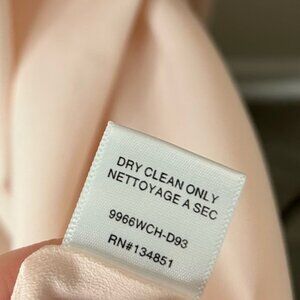 DRY CLEAN ONLY
NETTOYAGE A SEC
9966WCH-D93
RN#134851